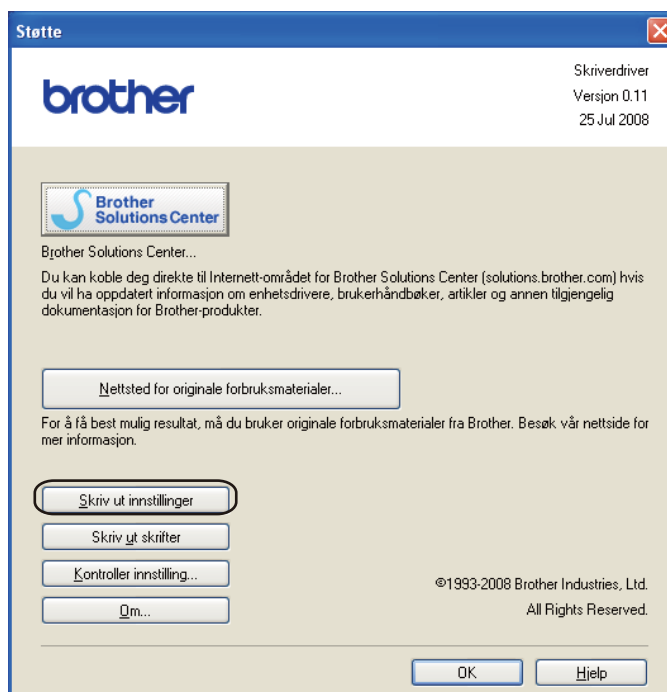 Støtte
brother
Skriverdriver
Versjon 0.11
25 Jul 2008
Brother
Solutions Center
Brother Solutions Center...
Du kan koble deg direkte til Internett-området for Brother Solutions Center (solutions.brother.com) hvis
du vil ha oppdatert informasjon om enhetsdrivere, brukerhåndbøker, artikler og annen tilgjengelig
dokumentasjon for Brother-produkter.
Nettsted for originale forbruksmaterialer...
For å få best mulig resultat, må du bruker originale forbruksmaterialer fra Brother. Besøk vår nettside for
mer informasjon.
Skriv ut innstillinger
Skriv ut skrifter
Kontroller innstilling...
Om...
©1993-2008 Brother Industries, Ltd.
All Rights Reserved.
OK
Hjelp